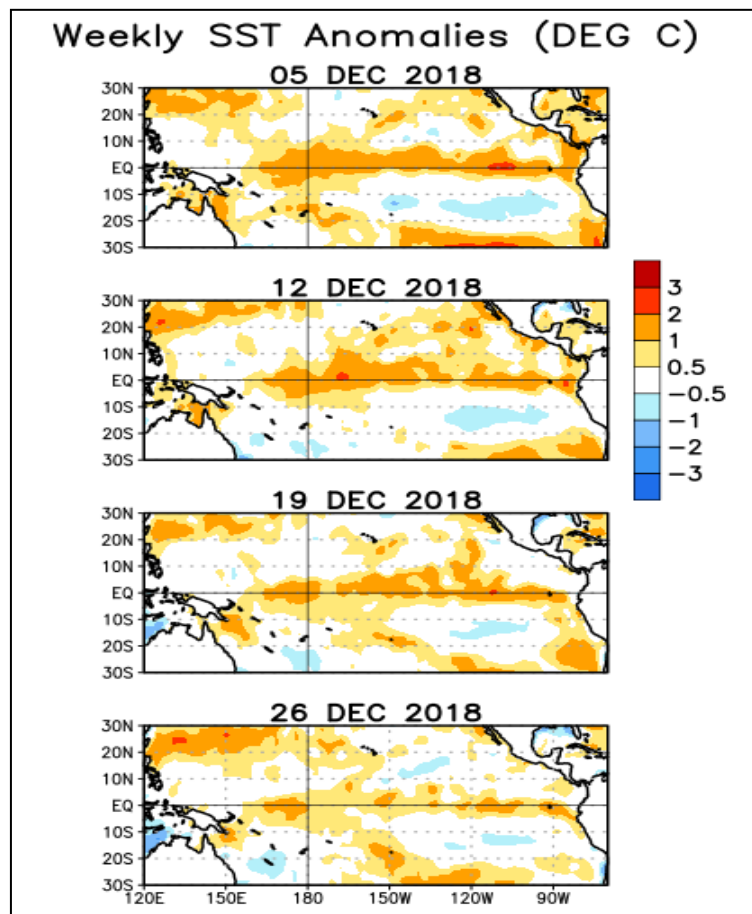 Weekly SST Anomalies (DEG C)
05 DEC 2018
30N
20N
10N
EQ
10S
20S
30S
12 DEC 2018
30N
20N
10N
EQ
10S
20S
30S
3
2
1
0.5
−0.5
−1
−2
−3
19 DEC 2018
30N
20N
10N
EQ
10S
20S
30S
26 DEC 2018
30N
20N
10N
EQ
10S
20S
30S
120E 150E 180 150W 120W 90W